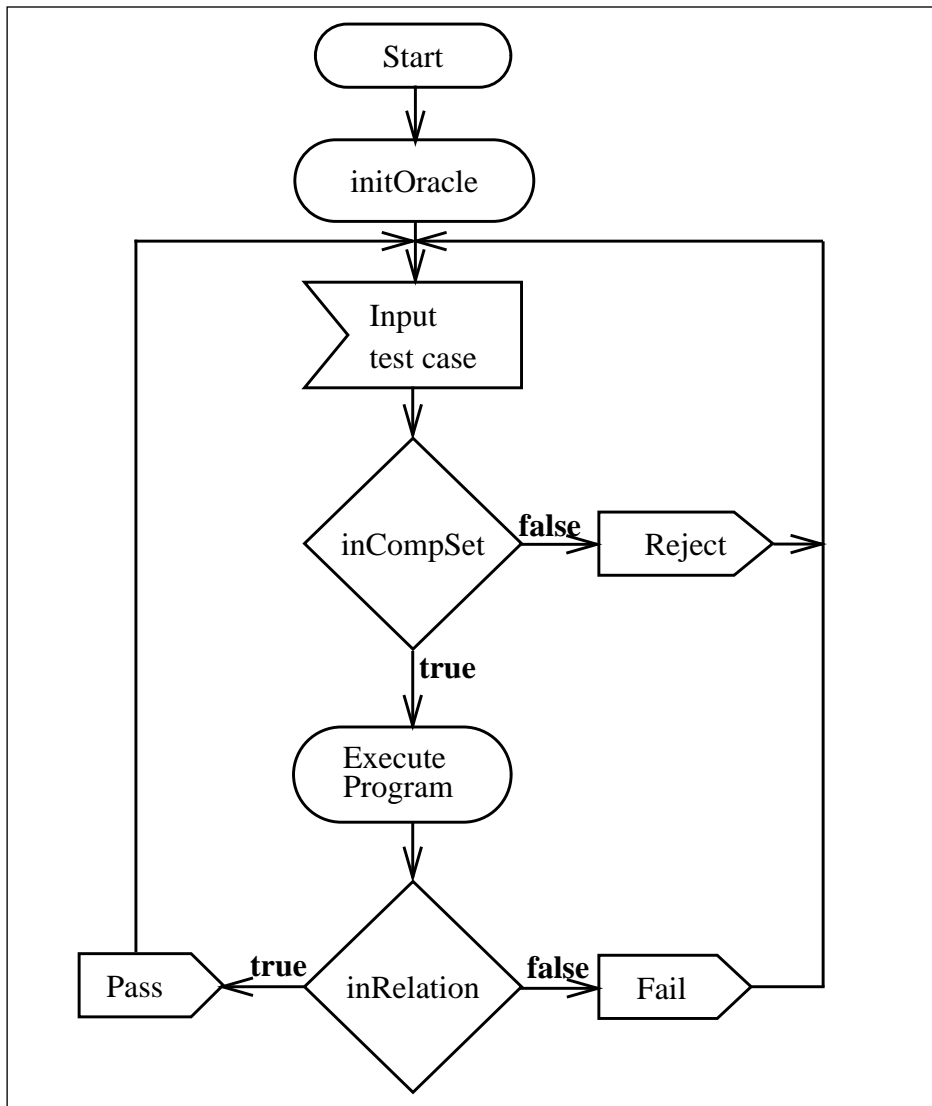 Start
initOracle
Input
test case
inCompSet
false
Reject
true
Execute
Program
Pass
true
inRelation
false
Fail